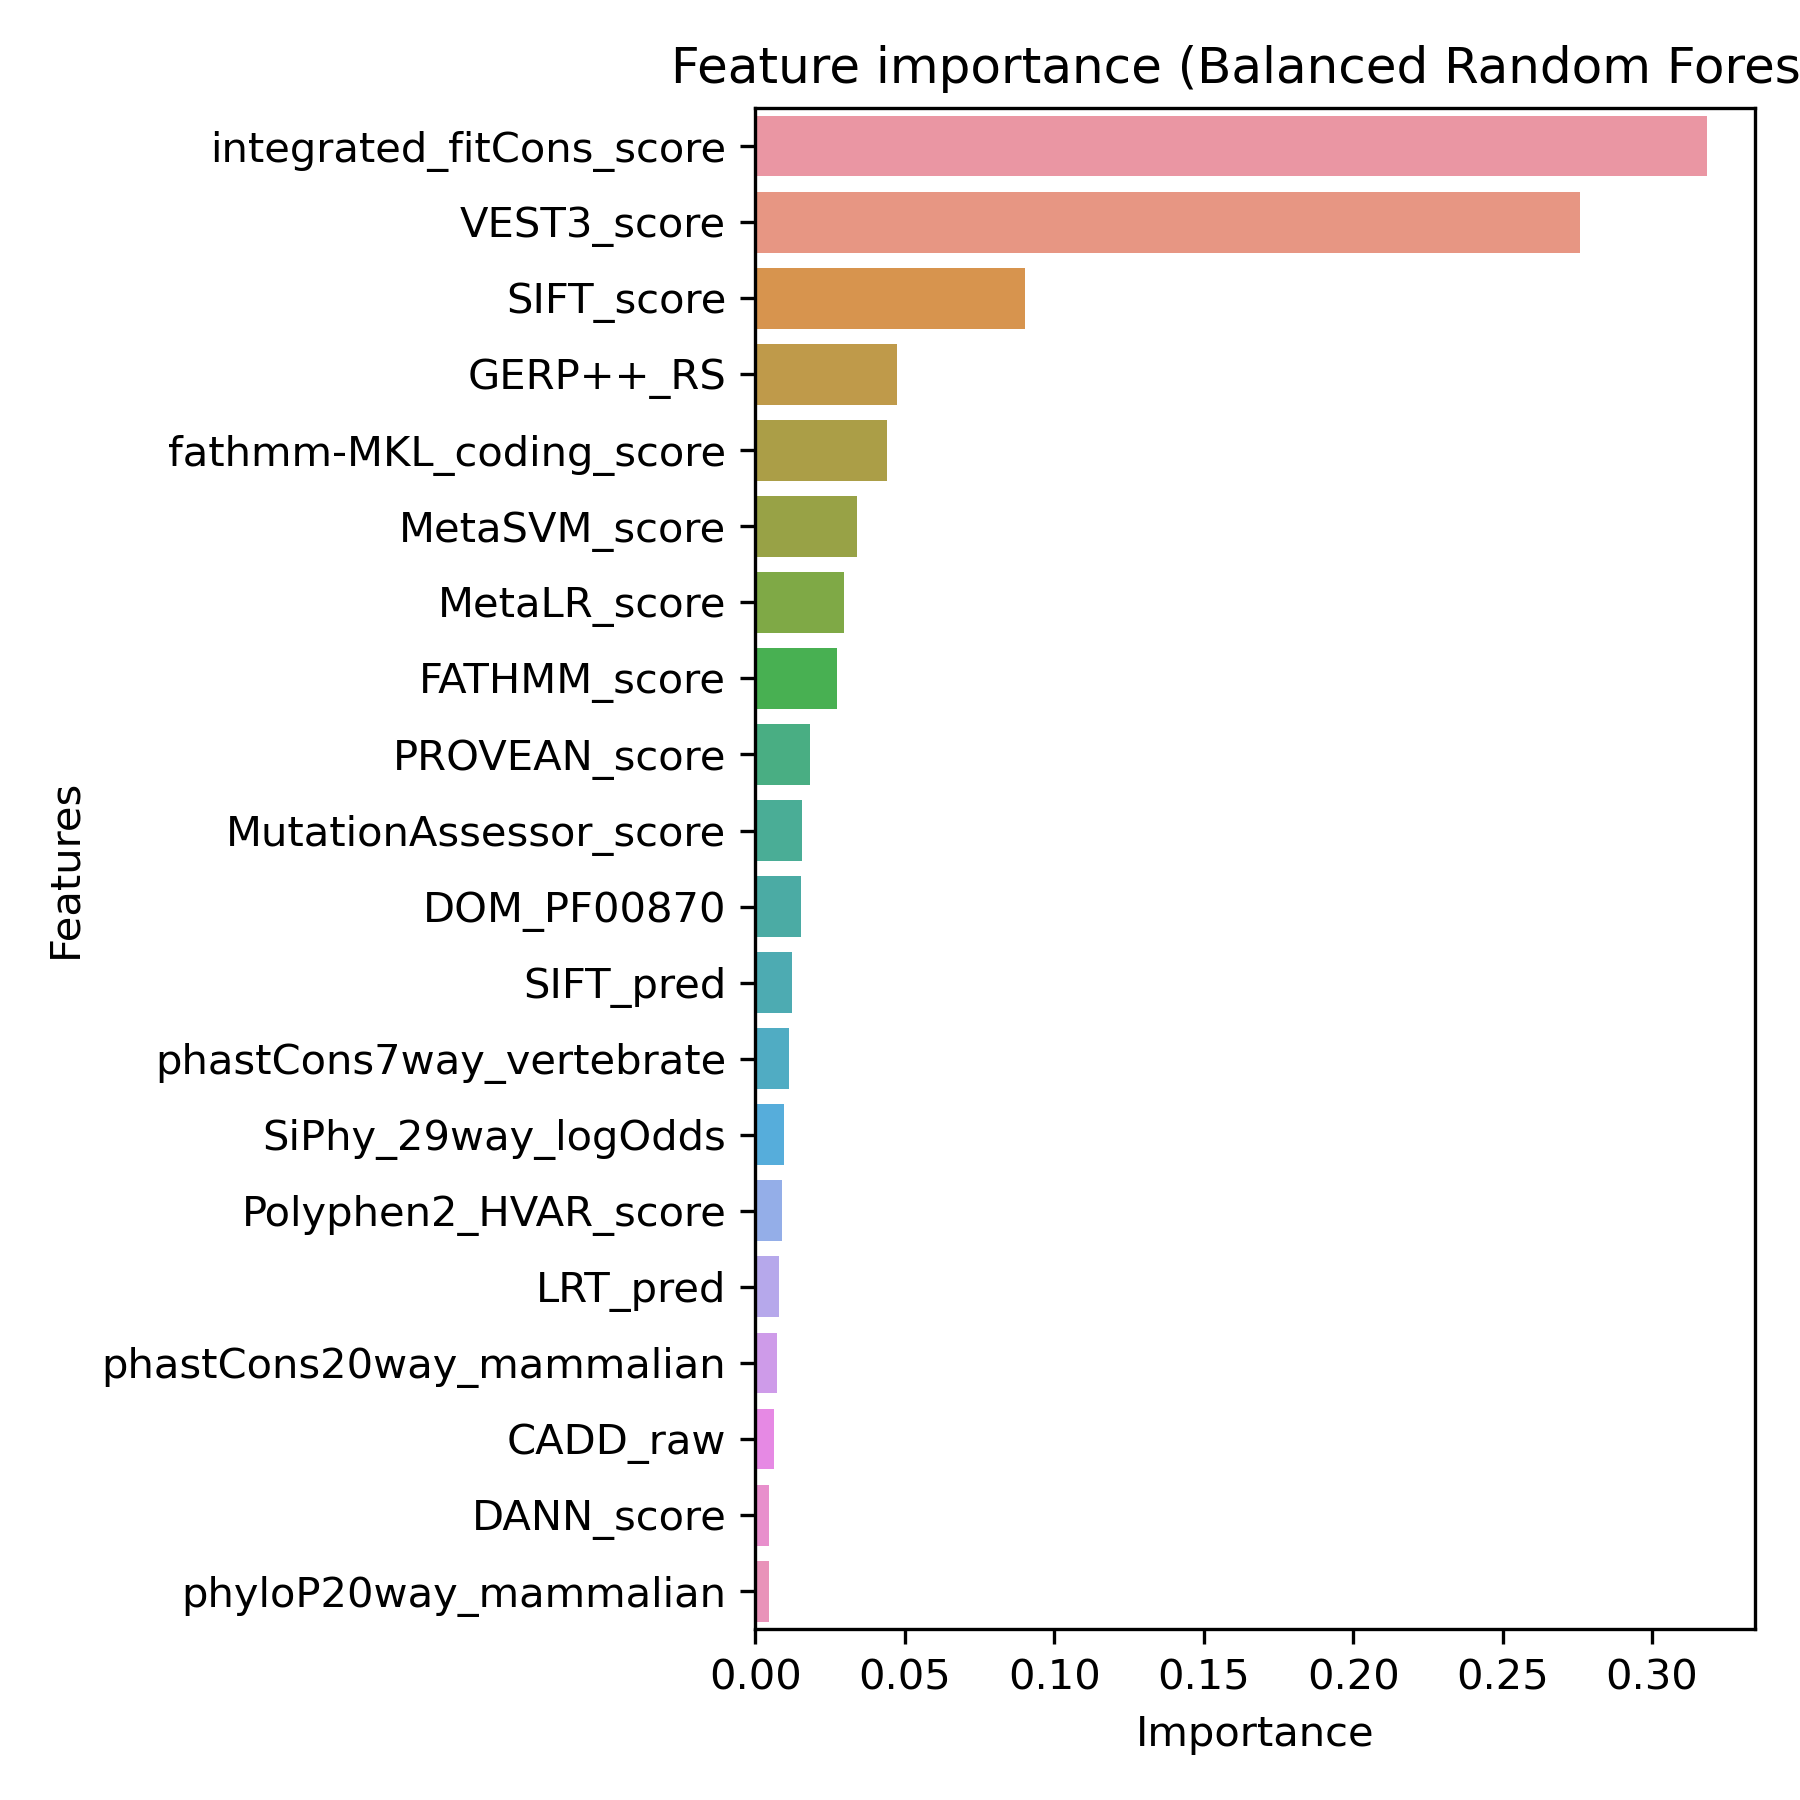 Feature importance (Balanced Random Fores
integrated_fitCons_score
VEST3_score
SIFT_score
GERP++_RS
fathmm-MKL_coding_score
MetaSVM_score
MetaLR_score
FATHMM_score
PROVEAN_score
MutationAssessor_score
DOM_PF00870
SIFT_pred
phastCons7way_vertebrate
SiPhy_29way_logOdds
Polyphen2_HVAR_score
LRT_pred
phastCons20way_mammalian
CADD_raw
DANN_score
phyloP20way_mammalian
Features
0.00 0.05 0.10 0.15 0.20 0.25 0.30
Importance